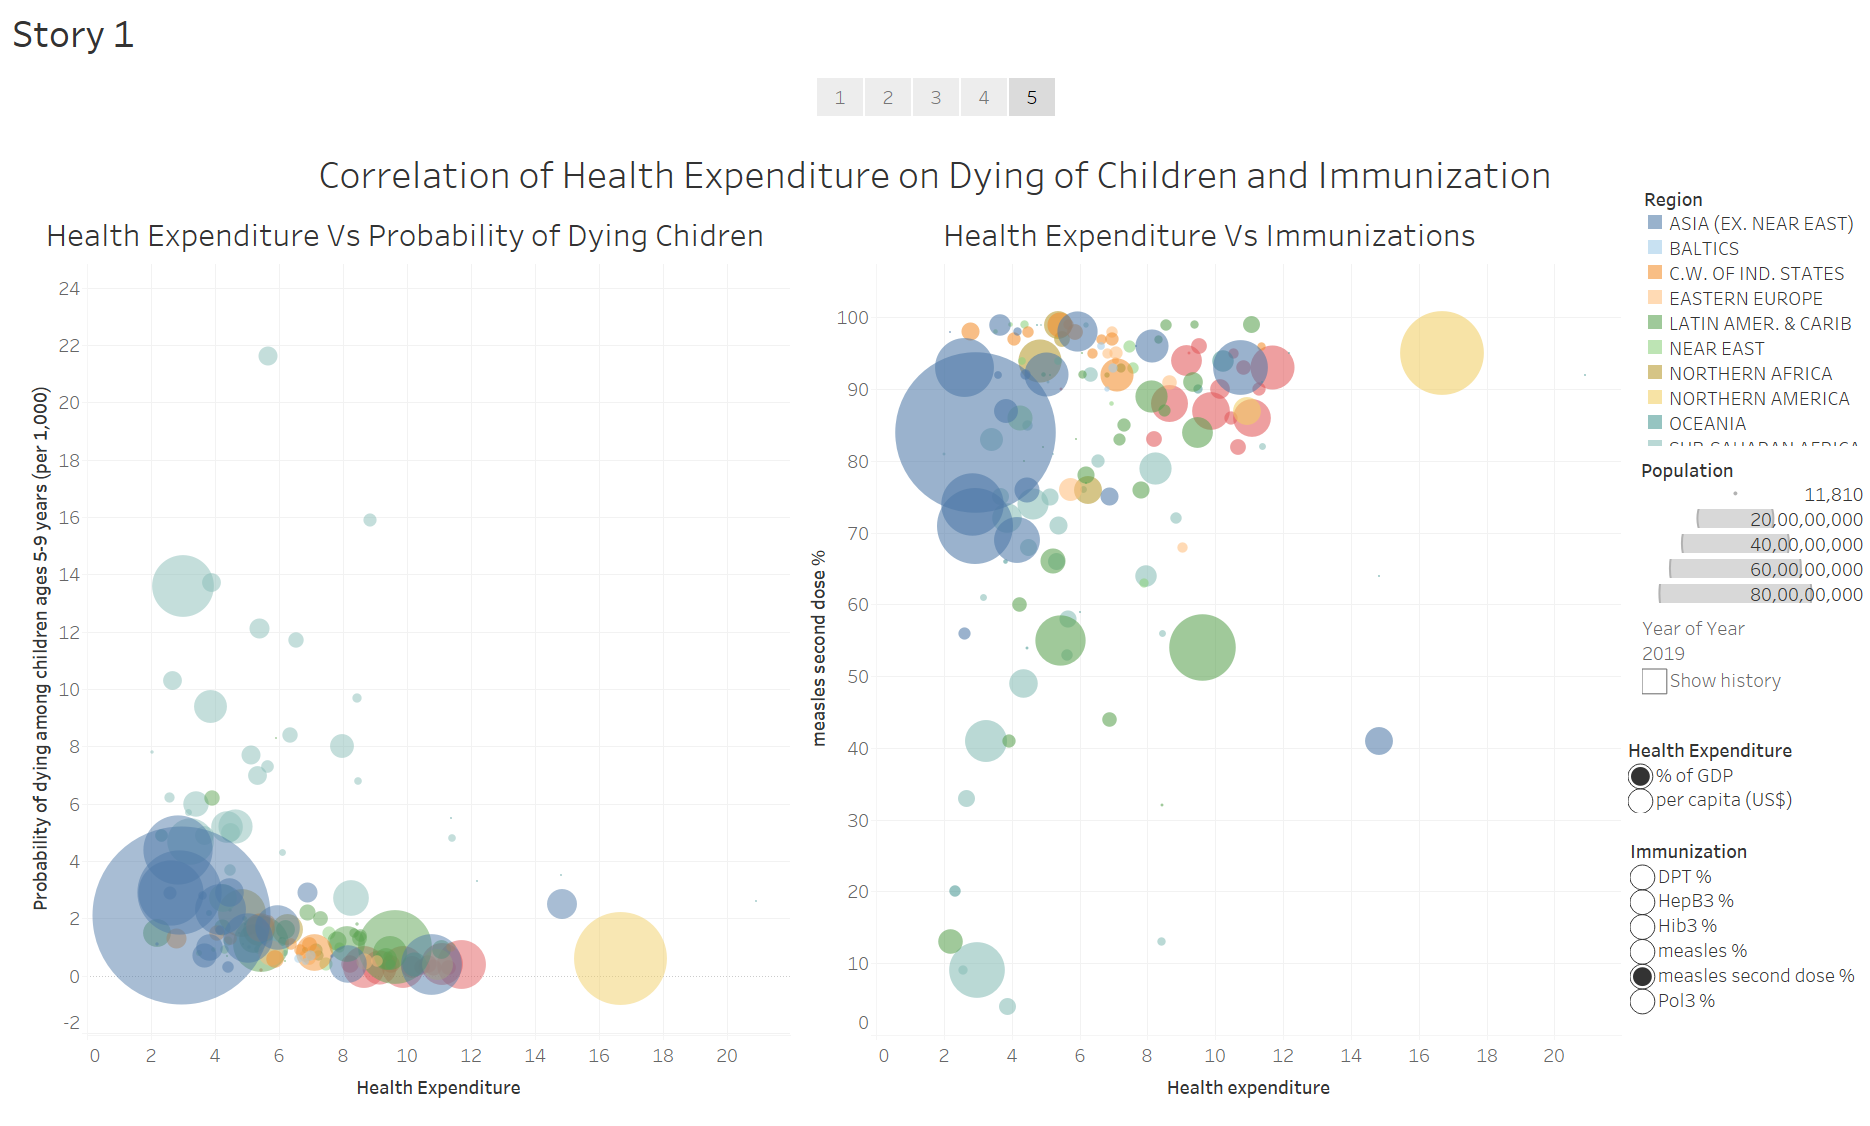 Story 1
1 2 3 4 5
Correlation of Health Expenditure on Dying of Children and Immunization
Health Expenditure Vs Probability of Dying Chidren
24
22
20
18
16
14
12
10
8
6
4
2
0
-2
Probability of dying among children ages 5-9 years (per 1,000)
0 2 4 6 8 10 12 14 16 18 20
Health Expenditure
Health Expenditure Vs Immunizations
100
90
80
70
60
50
40
30
20
10
0
measles second dose %
0 2 4 6 8 10 12 14 16 18 20
Health expenditure
Region
ASIA (EX. NEAR EAST)
BALTICS
C.W. OF IND. STATES
EASTERN EUROPE
LATIN AMER. & CARIB
NEAR EAST
NORTHERN AFRICA
NORTHERN AMERICA
OCEANIA
SUB-SAHARAN AFRICA
Population
11,810
20,00,00,000
40,00,00,000
60,00,00,000
80,00,00,000
Year of Year
2019
Show history
Health Expenditure
% of GDP
per capita (US$)
Immunization
DPT %
HepB3 %
Hib3 %
measles %
measles second dose %
Pol3 %